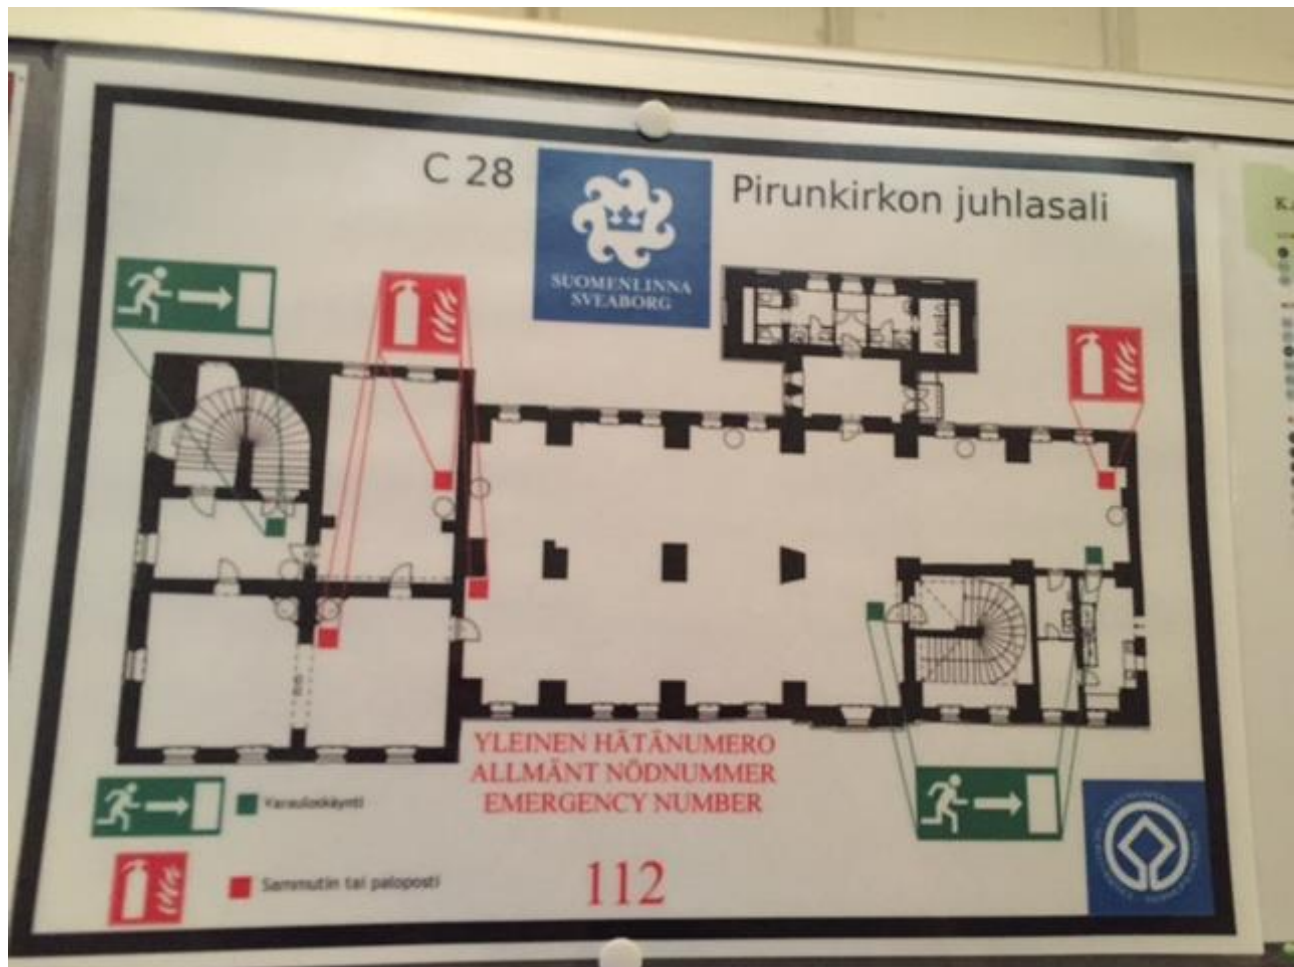 C 28
SUOMENLINNA
SVEABORG
Pirunkirkon juhlasali
YLEINEN HÄTÄNUMERO
ALLMÄNT NÖDNUMMER
EMERGENCY NUMBER
112
Varauloskäynti
Sammutin tai paloposti